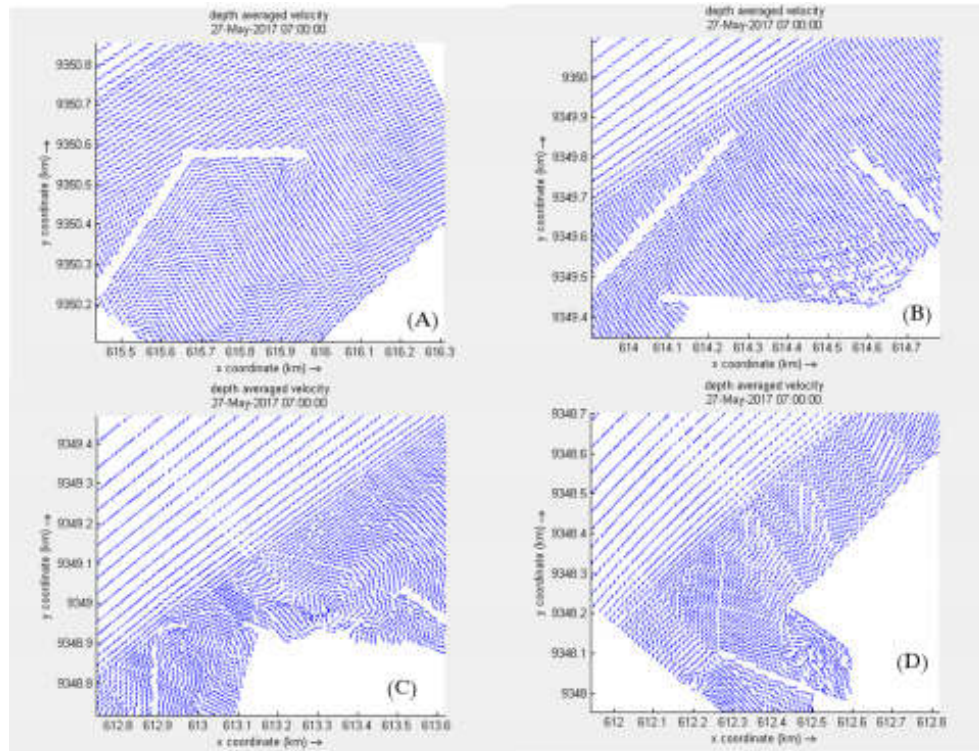 depth averaged velocity
27-May-2017 07:00:00
y coordinate (km) →
9350.8
9350.7
9350.6
9350.5
9350.4
9350.3
9350.2
(A)
615.5 615.6 615.7 615.8 615.9 616 616.1 616.2 616.3
x coordinate (km) →
depth averaged velocity
27-May-2017 07:00:00
y coordinate (km) →
9350
9349.9
9349.8
9349.7
9349.6
9349.5
9349.4
(B)
614 614.1 614.2 614.3 614.4 614.5 614.6 614.7
x coordinate (km) →
depth averaged velocity
27-May-2017 07:00:00
y coordinate (km) →
9349.4
9349.3
9349.2
9349.1
9349
9348.9
9348.8
(C)
612.8 612.9 613 613.1 613.2 613.3 613.4 613.5 613.6
x coordinate (km) →
depth averaged velocity
27-May-2017 07:00:00
y coordinate (km) →
9348.7
9348.6
9348.5
9348.4
9348.3
9348.2
9348.1
9348
(D)
612 612.1 612.2 612.3 612.4 612.5 612.6 612.7 612.8
x coordinate (km) →